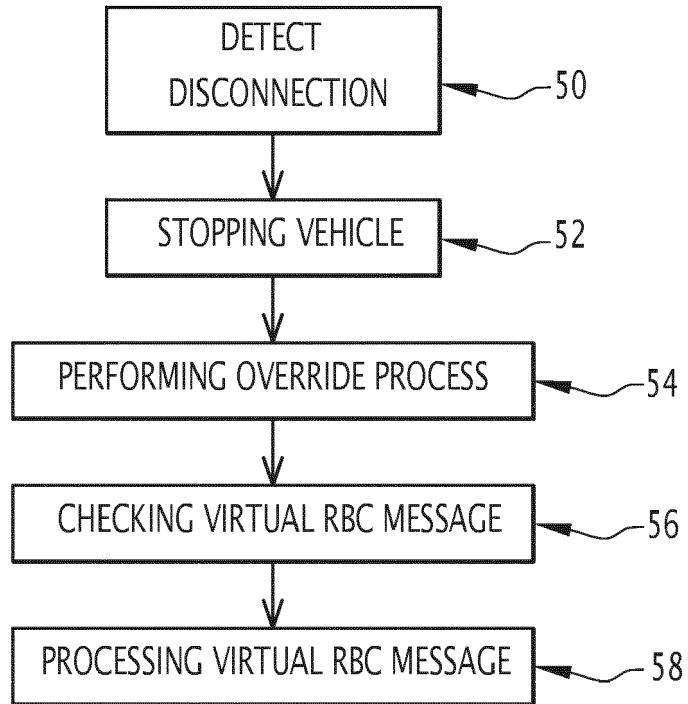 DETECT
DISCONNECTION
50
STOPPING VEHICLE
52
PERFORMING OVERRIDE PROCESS
54
CHECKING VIRTUAL RBC MESSAGE
56
PROCESSING VIRTUAL RBC MESSAGE
58